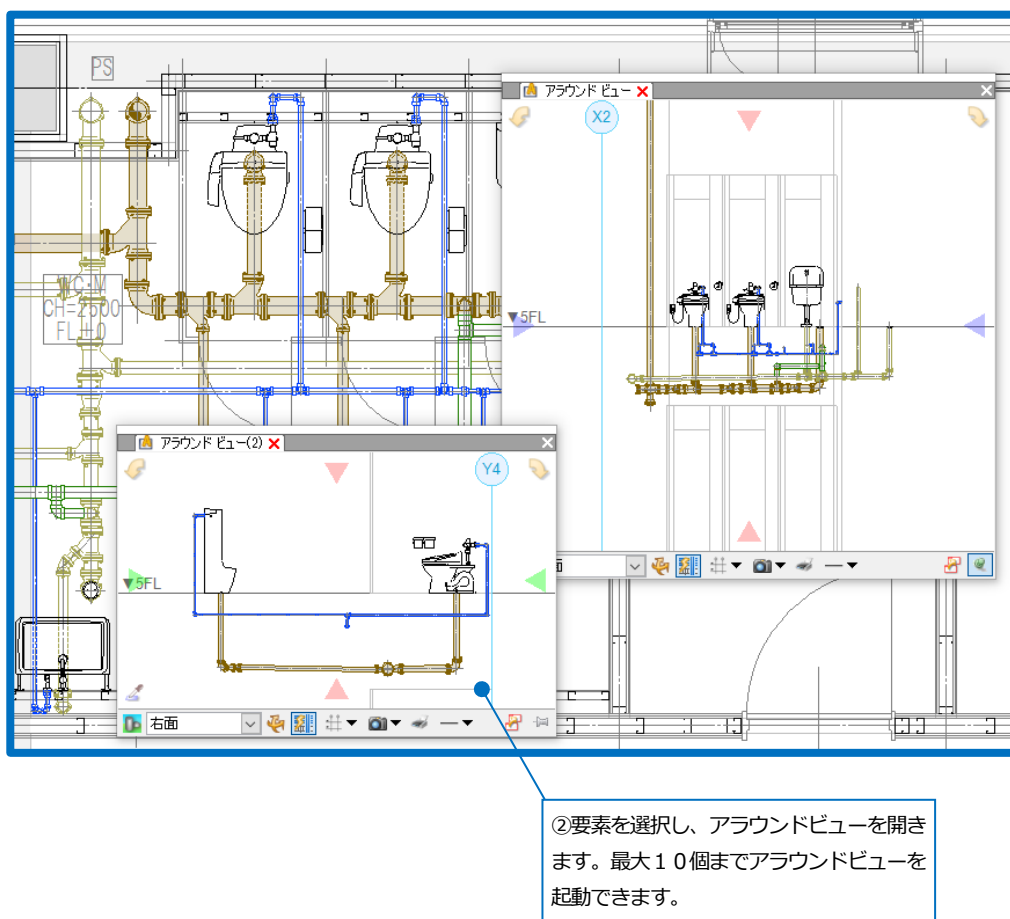 PS
アラウンド ビュー
X2
WC:M
CH=2500
FL±0
▼5FL
アラウンド ビュー(2)
Y4
▼5FL
面
右面
②要素を選択し、アラウンドビューを開き
ます。最大１０個までアラウンドビューを
起動できます。